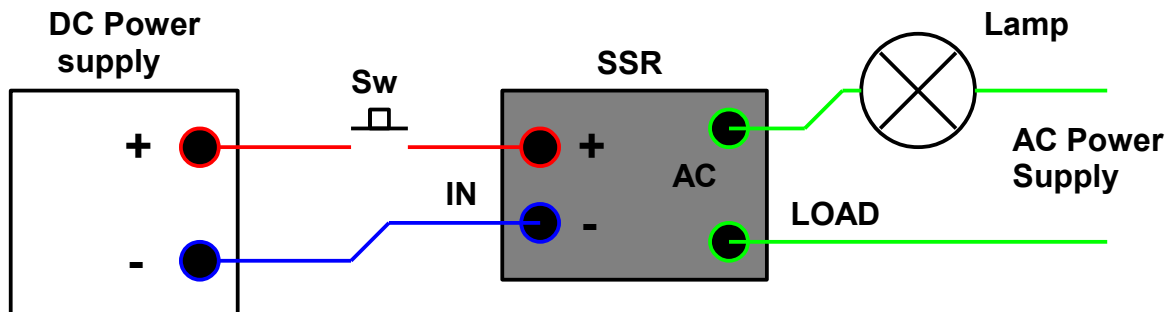 DC Power
supply
+
-
Sw
IN
SSR
+
-
AC
LOAD
Lamp
AC Power
Supply